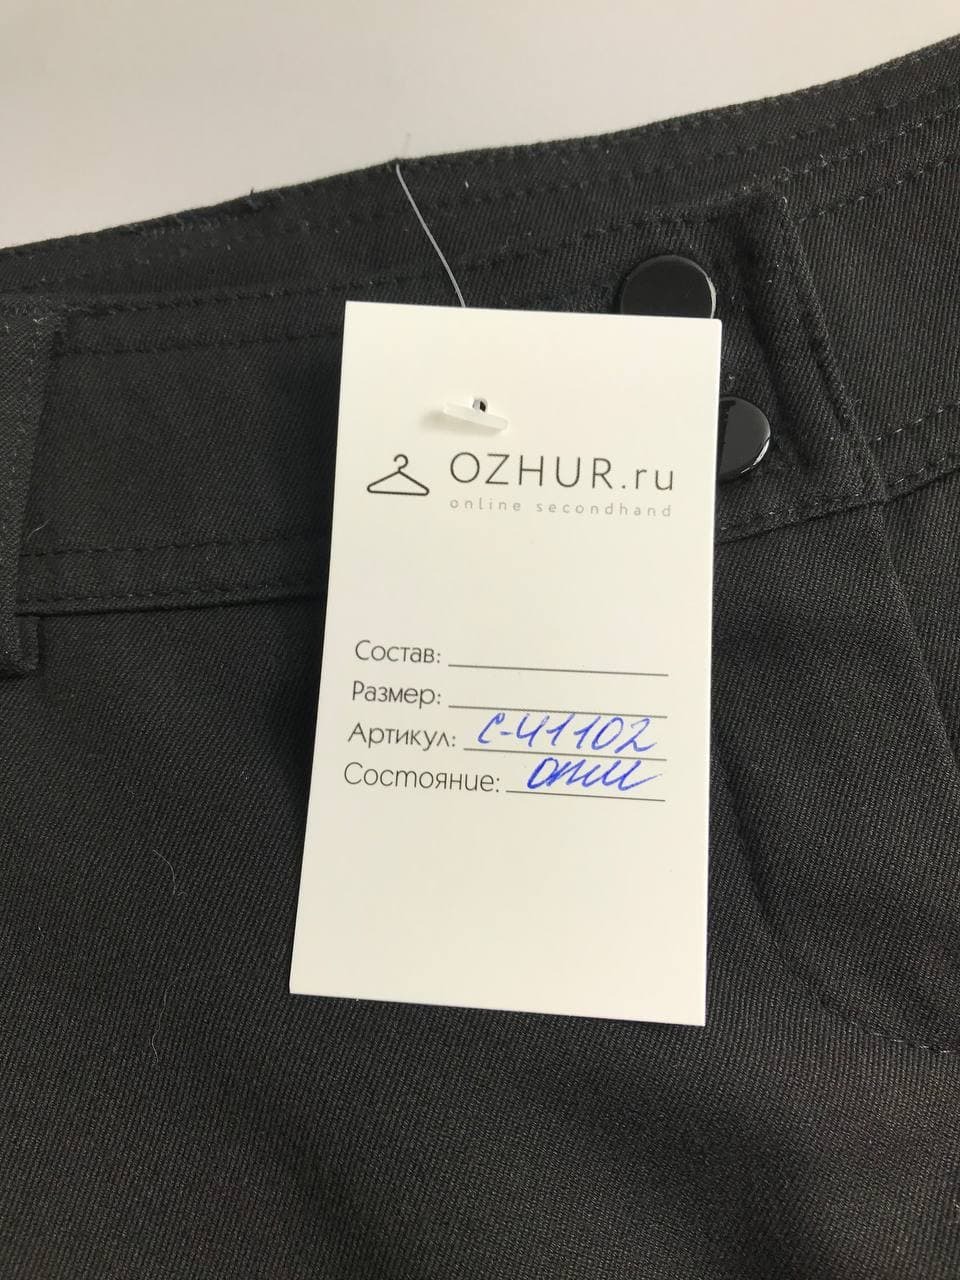 OZHUR.ru
online secondhand
Состав:
Размер:
Артикул: С-41102
Состояние: отл